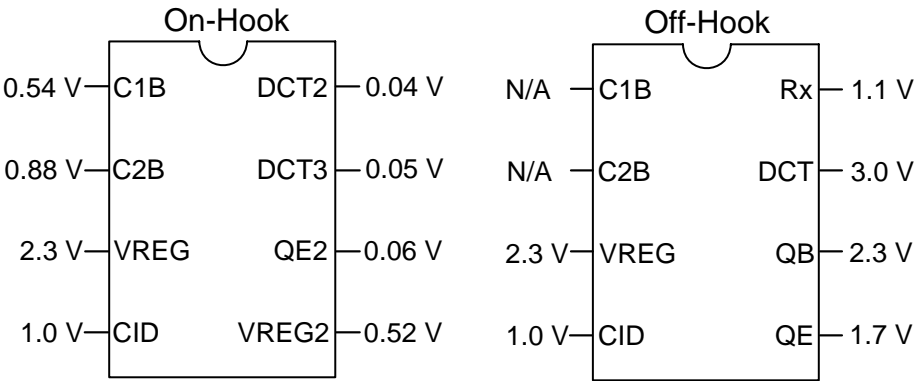 On-Hook
0.54 V C1B DCT2 0.04 V
0.88 V C2B DCT3 0.05 V
2.3 V VREG QE2 0.06 V
1.0 V CID VREG2 0.52 V
Off-Hook
N/A C1B Rx 1.1 V
N/A C2B DCT 3.0 V
2.3 V VREG QB 2.3 V
1.0 V CID QE 1.7 V